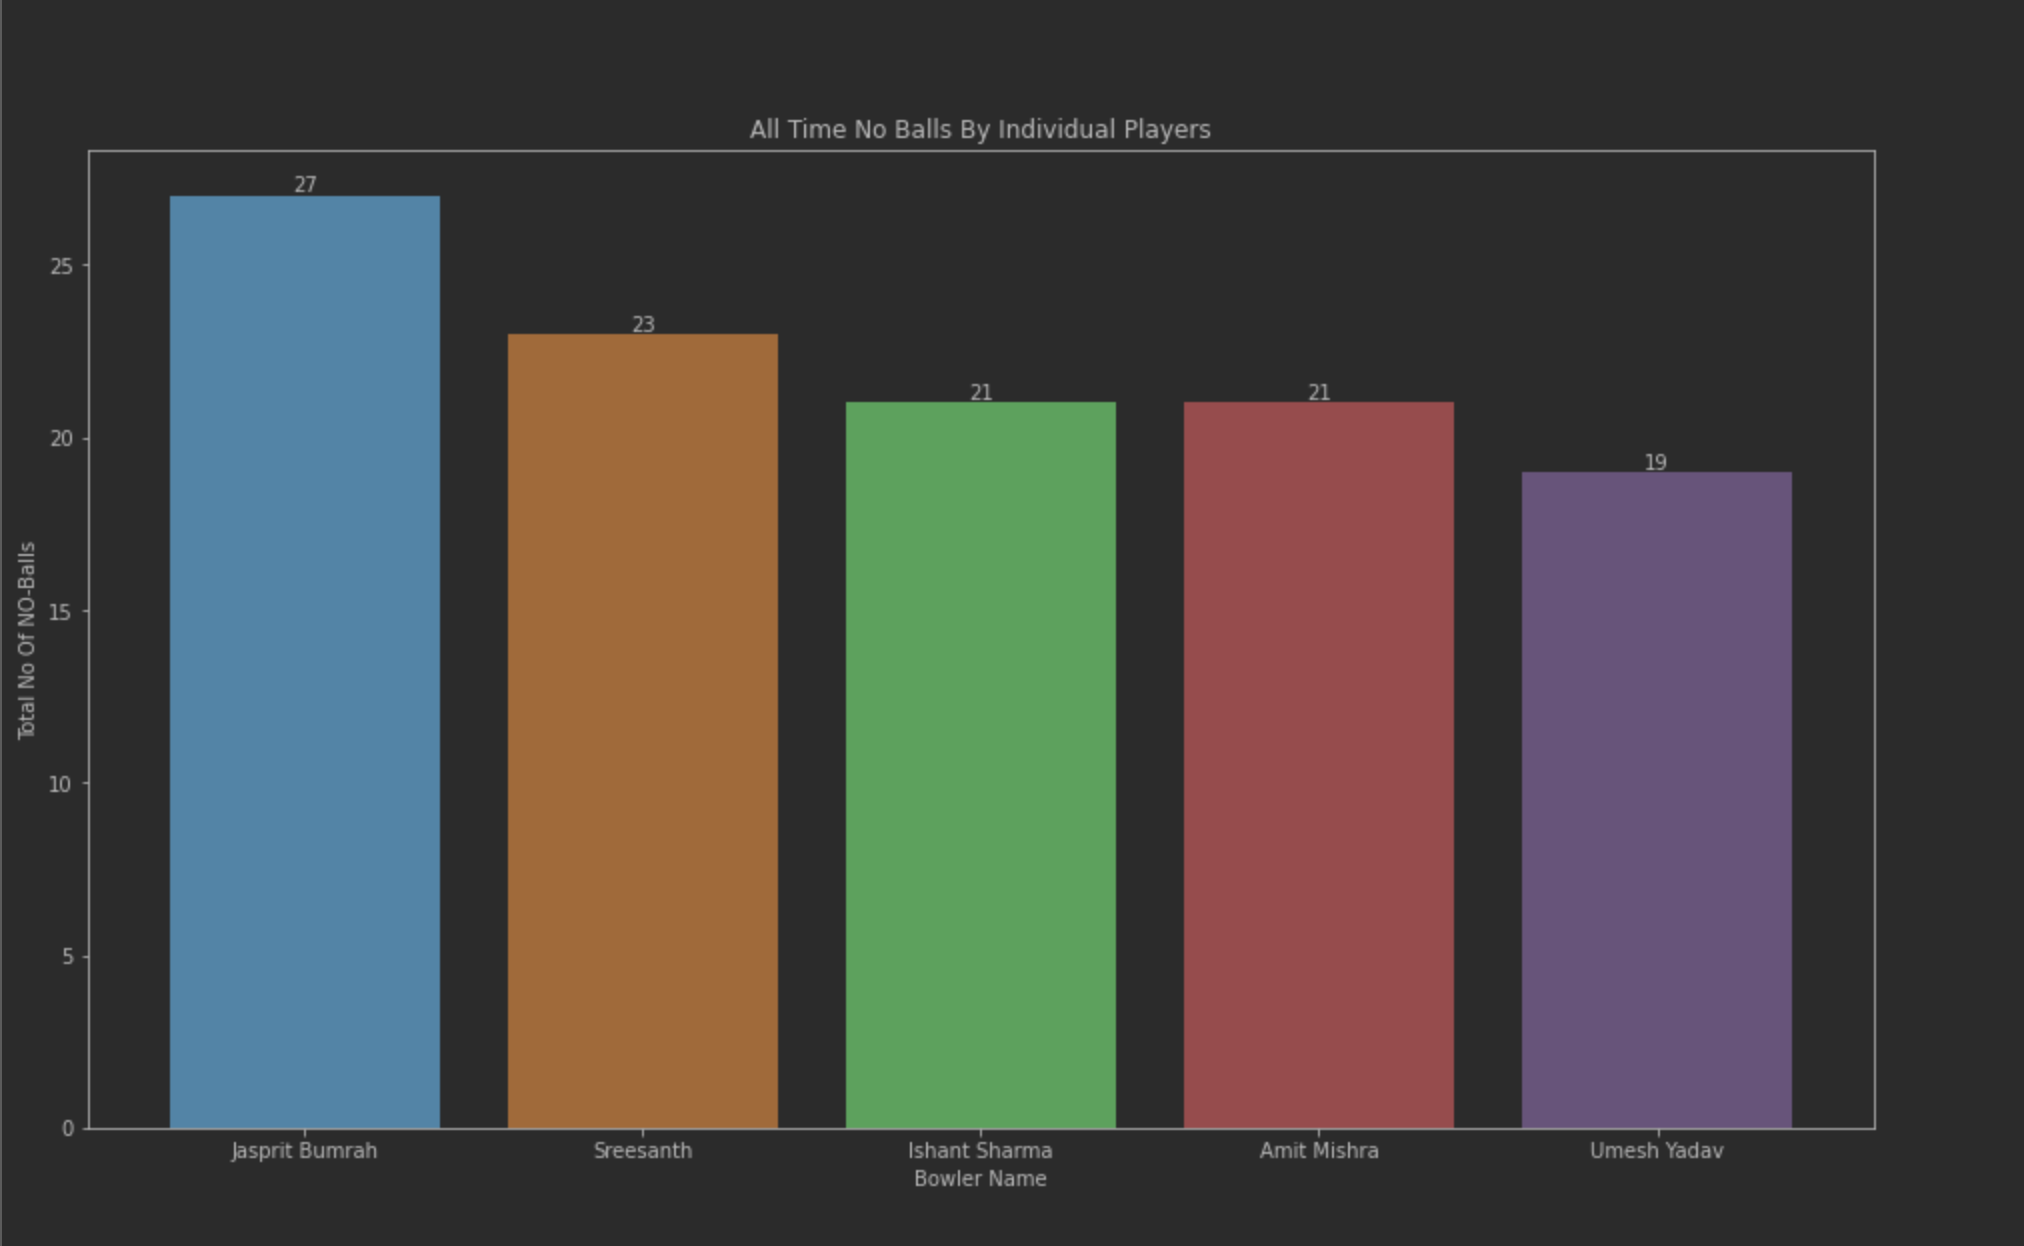 All Time No Balls By Individual Players
27
23
21
21
19
25
20
15
10
5
0
Total No Of NO-Balls
Jasprit Bumrah
Sreesanth
Ishant Sharma
Amit Mishra
Umesh Yadav
Bowler Name